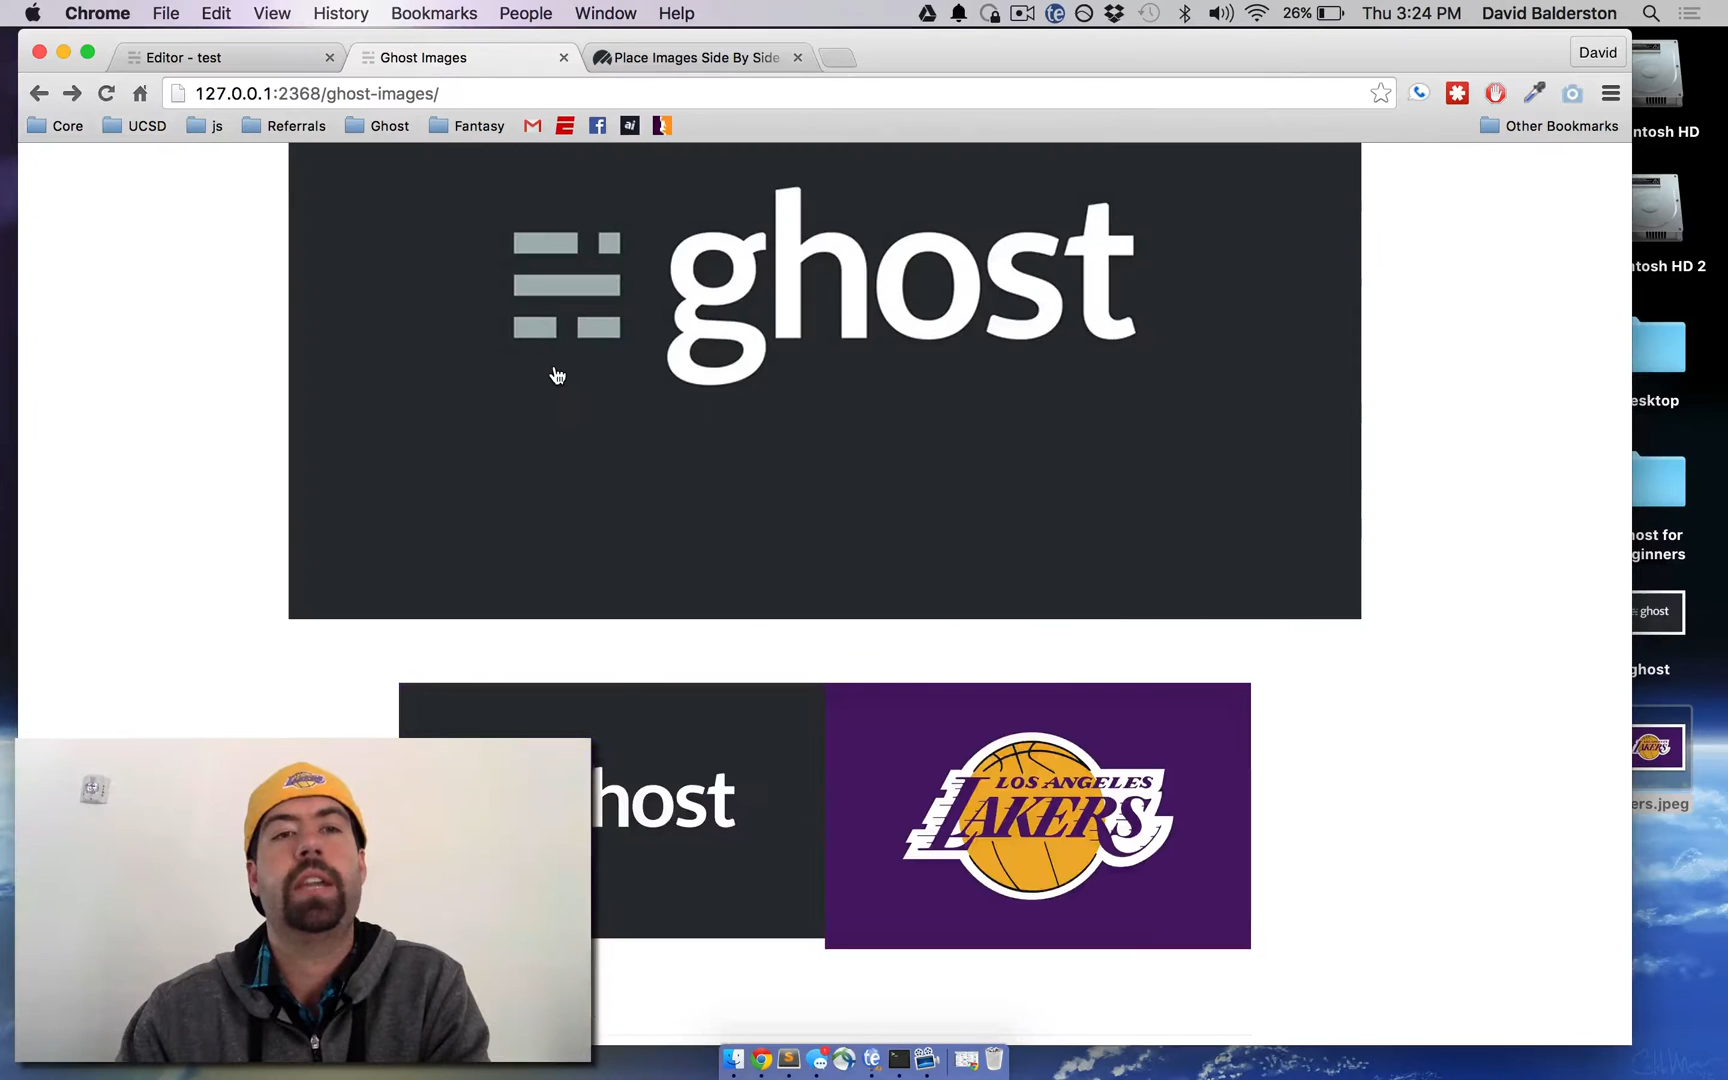 Chrome File Edit View History Bookmarks People Window Help
26% Thu 3:24 PM David Balderston
Editor - test
Ghost Images
Place Images Side By Side
David
127.0.0.1:2368/ghost-images/
Core UCSD js Referrals Ghost Fantasy ai Other Bookmarks
ghost
host
LOS ANGELES
LAKERS
ntosh HD
ntosh HD 2
esktop
ost for
ginners
ghost
ghost
LAKERS
ers.jpeg